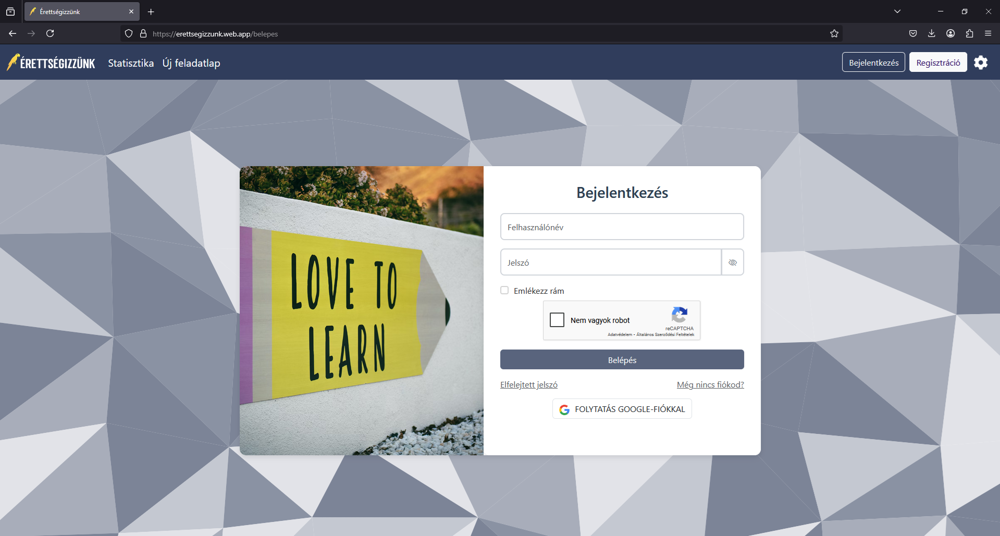 Érettségizzünk
https://erettsegizzunk.web.app/belepes
ÉRETTSÉGIZZÜNK Statisztika Új feladatlap Bejelentkezés Regisztráció
LOVE TO
LEARN
Bejelentkezés
Felhasználónév
Jelszó
Emlékezz rám
Nem vagyok robot
reCAPTCHA
Adatvédelem - Általános Szerződési Feltételek
Belépés
Elfelejtett jelszó Még nincs fiókod?
FOLYTATÁS GOOGLE-FIÓKKAL